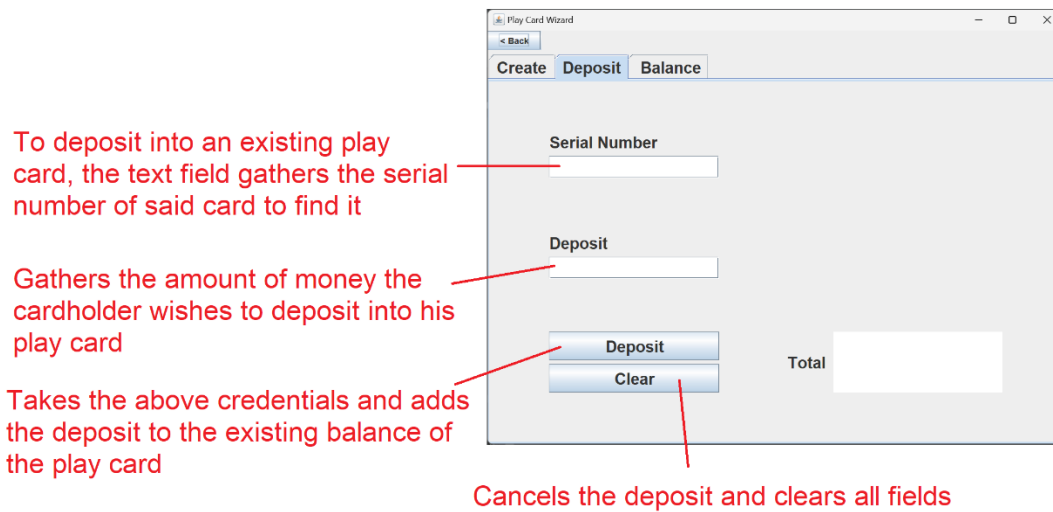 Play Card Wizard
< Back
Create Deposit Balance
To deposit into an existing play
card, the text field gathers the serial
number of said card to find it
Serial Number
Gathers the amount of money the
cardholder wishes to deposit into his
play card
Deposit
Takes the above credentials and adds
the deposit to the existing balance of
the play card
Deposit
Clear
Total
Cancels the deposit and clears all fields